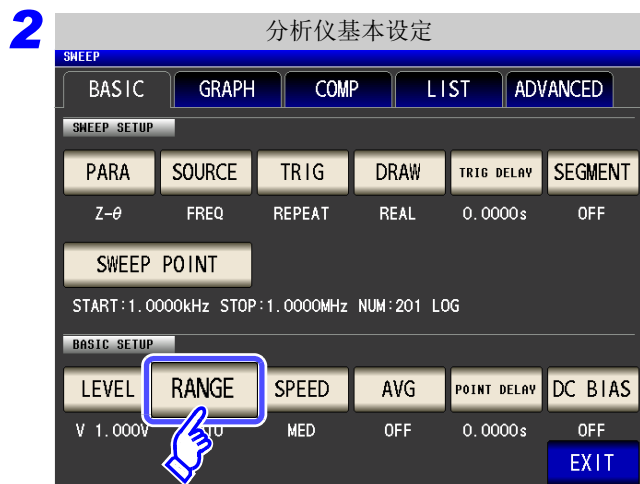 2
分析仪基本设定
SWEEP
BASIC GRAPH COMP LIST ADVANCED
SWEEP SETUP
PARA SOURCE TRIG DRAW TRIG DELAY SEGMENT
Z-θ FREQ REPEAT REAL 0.0000s OFF
SWEEP POINT
START:1.0000kHz STOP:1.0000MHz NUM:201 LOG
BASIC SETUP
LEVEL RANGE SPEED AVG POINT DELAY DC BIAS
V 1.000V MED OFF 0.0000s OFF
EXIT